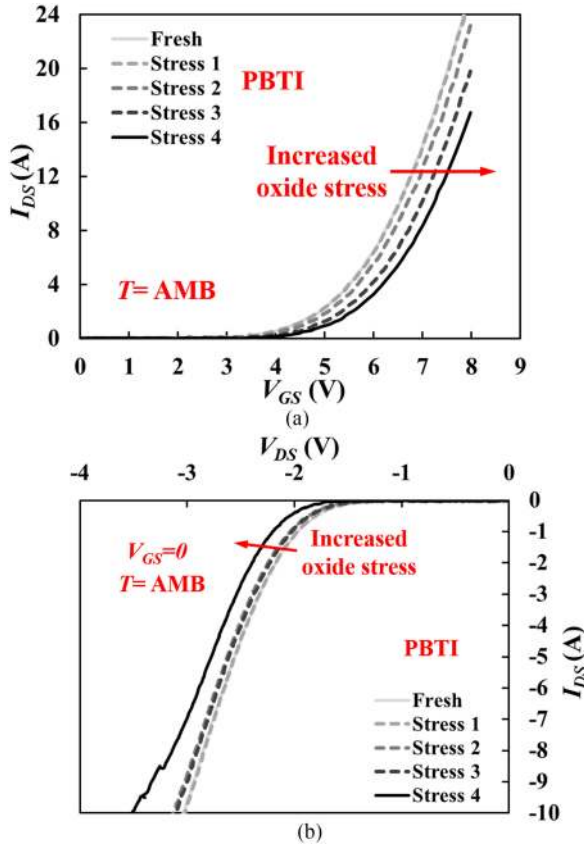 24
20
16
12
8
4
0
I_DS (A)
Fresh
Stress 1
Stress 2
Stress 3
Stress 4
PBTI
Increased
oxide stress
T= AMB
0 1 2 3 4 5 6 7 8 9
V_GS (V)
(a)
V_DS (V)
-4 -3 -2 -1 0
V_GS=0
T= AMB
Increased
oxide stress
PBTI
Fresh
Stress 1
Stress 2
Stress 3
Stress 4
0
-1
-2
-3
-4
-5
-6
-7
-8
-9
-10
I_DS (A)
(b)